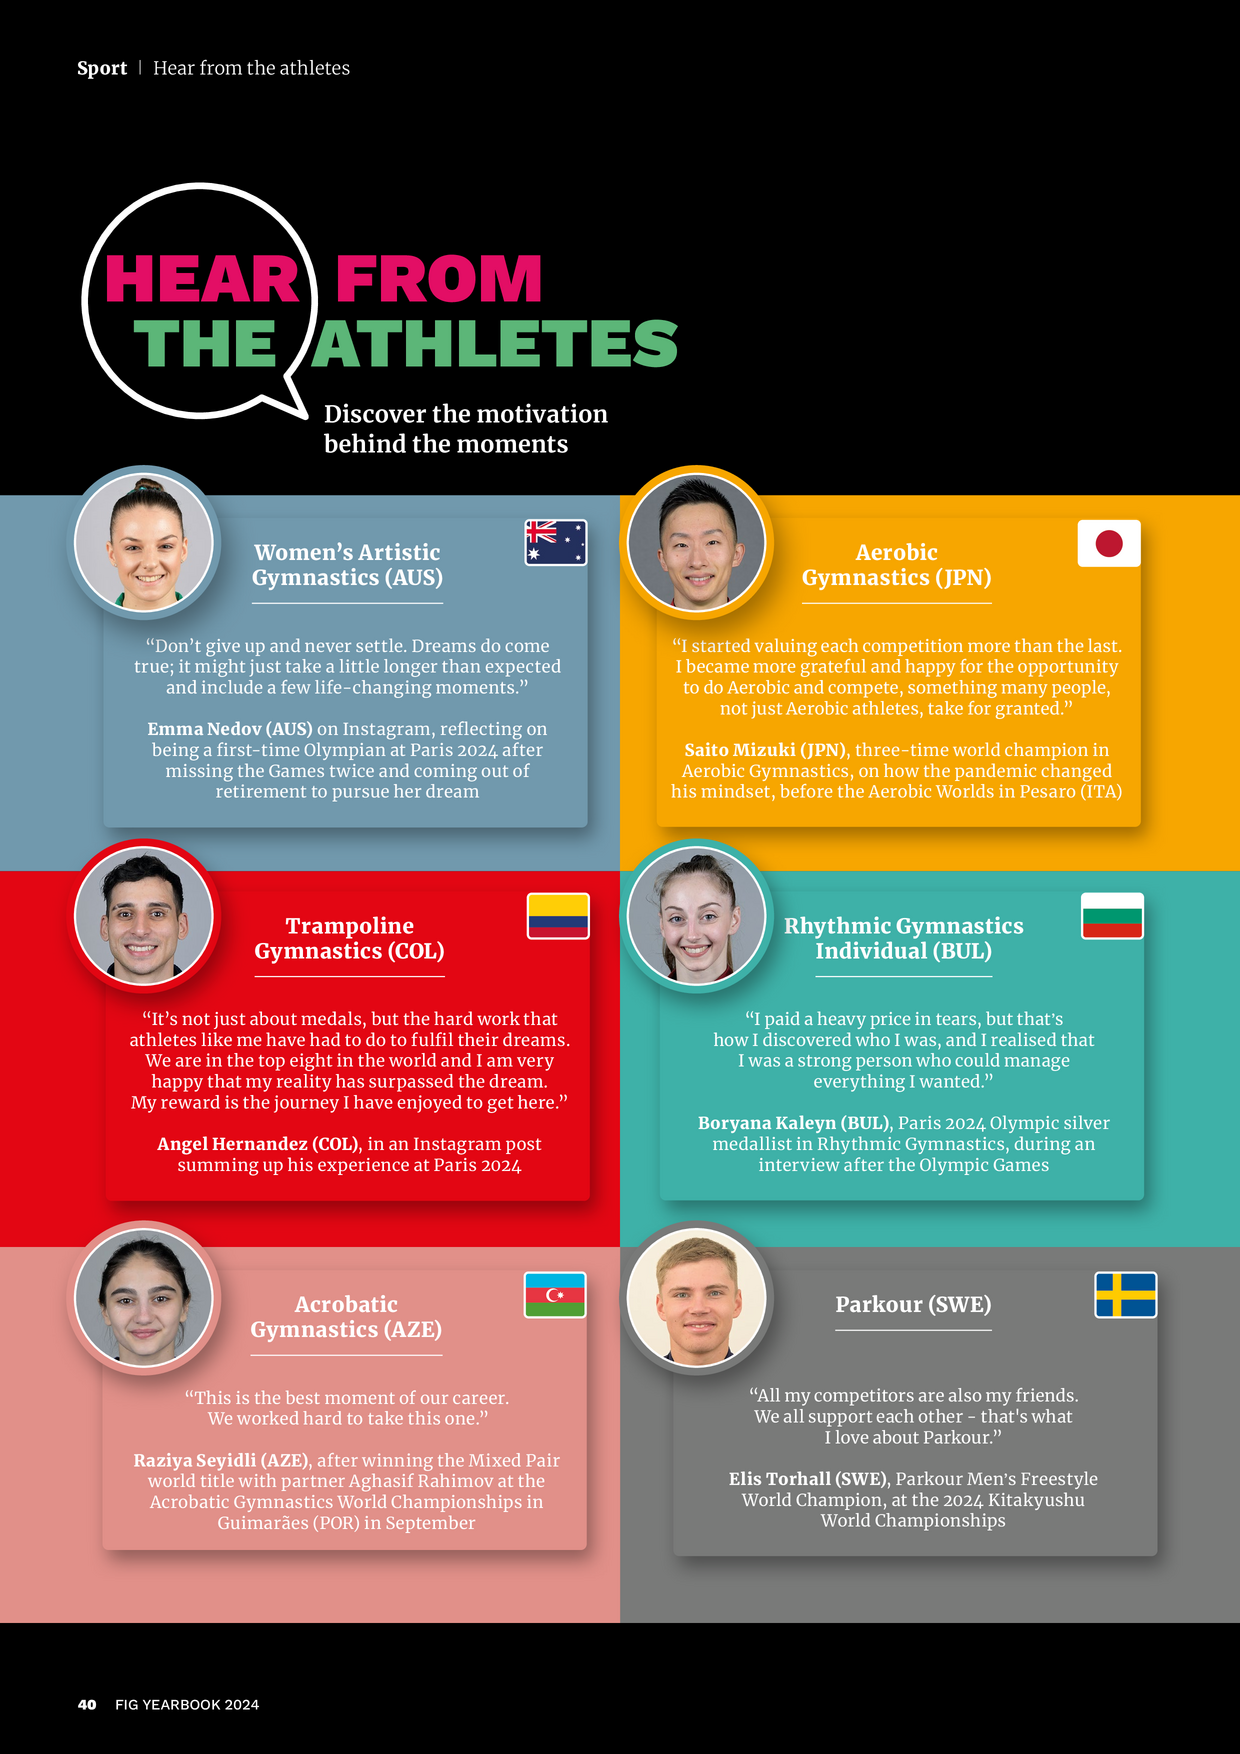 Sport | Hear from the athletes
HEAR FROM
THE ATHLETES
Discover the motivation
behind the moments
Women’s Artistic
Gymnastics (AUS)
“Don’t give up and never settle. Dreams do come
true; it might just take a little longer than expected
and include a few life-changing moments.”
Emma Nedov (AUS) on Instagram, reflecting on
being a first-time Olympian at Paris 2024 after
missing the Games twice and coming out of
retirement to pursue her dream
Aerobic
Gymnastics (JPN)
“I started valuing each competition more than the last.
I became more grateful and happy for the opportunity
to do Aerobic and compete, something many people,
not just Aerobic athletes, take for granted.”
Saito Mizuki (JPN), three-time world champion in
Aerobic Gymnastics, on how the pandemic changed
his mindset, before the Aerobic Worlds in Pesaro (ITA)
Trampoline
Gymnastics (COL)
“It’s not just about medals, but the hard work that
athletes like me have had to do to fulfil their dreams.
We are in the top eight in the world and I am very
happy that my reality has surpassed the dream.
My reward is the journey I have enjoyed to get here.”
Angel Hernandez (COL), in an Instagram post
summing up his experience at Paris 2024
Rhythmic Gymnastics
Individual (BUL)
“I paid a heavy price in tears, but that’s
how I discovered who I was, and I realised that
I was a strong person who could manage
everything I wanted.”
Boryana Kaleyn (BUL), Paris 2024 Olympic silver
medallist in Rhythmic Gymnastics, during an
interview after the Olympic Games
Acrobatic
Gymnastics (AZE)
“This is the best moment of our career.
We worked hard to take this one.”
Raziya Seyidli (AZE), after winning the Mixed Pair
world title with partner Aghasif Rahimov at the
Acrobatic Gymnastics World Championships in
Guimarães (POR) in September
Parkour (SWE)
“All my competitors are also my friends.
We all support each other - that's what
I love about Parkour.”
Elis Torhall (SWE), Parkour Men’s Freestyle
World Champion, at the 2024 Kitakyushu
World Championships
40 FIG YEARBOOK 2024